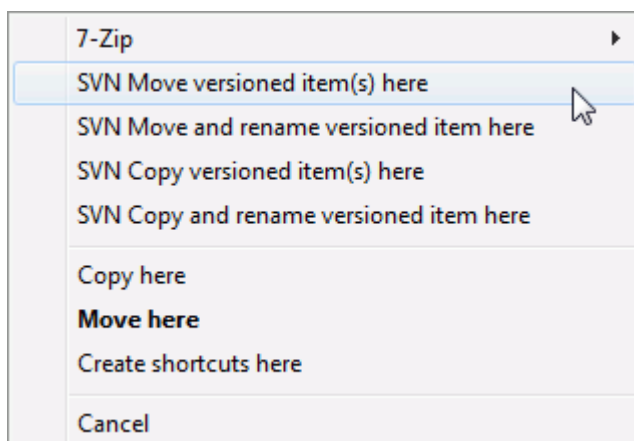 7-Zip
SVN Move versioned item(s) here
SVN Move and rename versioned item here
SVN Copy versioned item(s) here
SVN Copy and rename versioned item here
Copy here
Move here
Create shortcuts here
Cancel